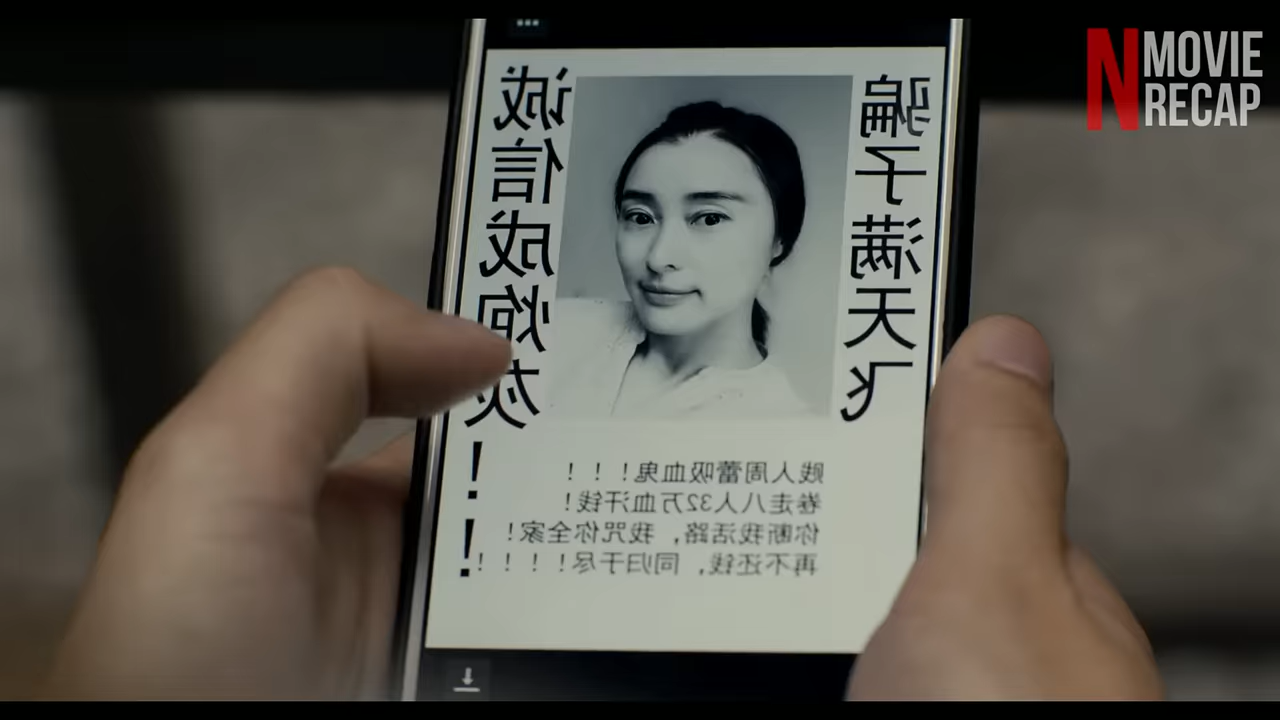 MOVIE
RECAP
骗子满天飞
诚信成炮灰！！
贱人周蕾吸血鬼！！！
卷走八人32万血汗钱！
你断我活路，我咒你全家！
再不还钱，同归于尽！！！！